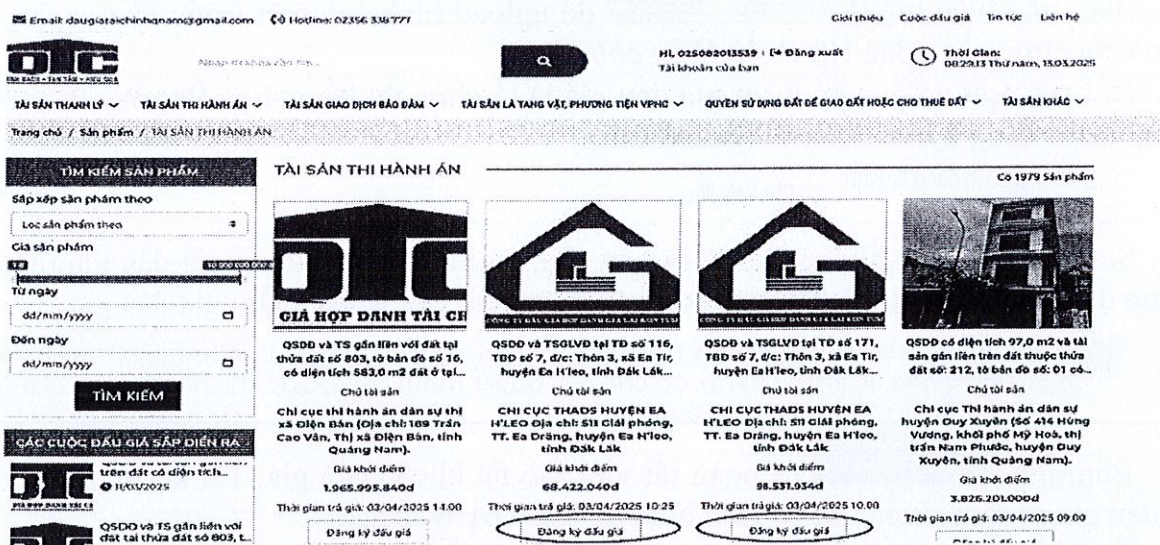 Email: daugiataichinhqnam@gmail.com Hotline: 02356 336 777
Giới thiệu Cuộc đấu giá Tin tức Liên hệ
Hi, 025082013539 Đăng xuất
Tài khoản của bạn
Thời Gian:
08:29:13 Thứ năm, 13.03.2025
TÀI SẢN THANH LÝ TÀI SẢN THI HÀNH ÁN TÀI SẢN GIAO DỊCH BẢO ĐẢM TÀI SẢN LÀ TANG VẬT, PHƯƠNG TIỆN VPHC QUYỀN SỬ DỤNG ĐẤT ĐỂ GIAO ĐẤT HOẶC CHO THUÊ ĐẤT TÀI SẢN KHÁC
Trang chủ / Sản phẩm / TÀI SẢN THI HÀNH ÁN
TÌM KIẾM SẢN PHẨM
Sắp xếp sản phẩm theo
Lọc sản phẩm theo
Giá sản phẩm
Từ ngày
dd/mm/yyyy
Đến ngày
dd/mm/yyyy
TÌM KIẾM
CÁC CUỘC ĐẤU GIÁ SẮP DIỄN RA
trên đất có diện tích...
11/03/2025
QSDĐ và TS gắn liền với
đất tại thửa đất số 803, t...
TÀI SẢN THI HÀNH ÁN
Có 1979 Sản phẩm
GIÁ HỢP DANH TÀI CH
QSDĐ và TS gắn liền với đất tại
thửa đất số 803, tờ bản đồ số 16,
có diện tích 583,0 m2 đất ở tại...
Chủ tài sản
Chi cục thi hành án dân sự thị
xã Điện Bàn (Địa chỉ: 189 Trần
Cao Vân, Thị xã Điện Bàn, tỉnh
Quảng Nam).
Giá khởi điểm
1.965.995.840đ
Thời gian trả giá: 03/04/2025 14:00
Đăng ký đấu giá
QSDĐ và TSGLVĐ tại TĐ số 116,
TBĐ số 7, đ/c: Thôn 3, xã Ea Tir,
huyện Ea H'leo, tỉnh Đắk Lắk...
Chủ tài sản
CHI CỤC THADS HUYỆN EA
H'LEO Địa chỉ: 511 Giải phóng,
TT. Ea Drăng, huyện Ea H'leo,
tỉnh Đắk Lắk
Giá khởi điểm
68.422.040đ
Thời gian trả giá: 03/04/2025 10:25
Đăng ký đấu giá
QSDĐ và TSGLVĐ tại TĐ số 171,
TBĐ số 7, đ/c: Thôn 3, xã Ea Tir,
huyện Ea H'leo, tỉnh Đắk Lắk...
Chủ tài sản
CHI CỤC THADS HUYỆN EA
H'LEO Địa chỉ: 511 Giải phóng,
TT. Ea Drăng, huyện Ea H'leo,
tỉnh Đắk Lắk
Giá khởi điểm
98.531.934đ
Thời gian trả giá: 03/04/2025 10:00
Đăng ký đấu giá
QSDĐ có diện tích 97,0 m2 và tài
sản gắn liền trên đất thuộc thửa
đất số: 212, tờ bản đồ số: 01 có...
Chủ tài sản
Chi cục Thi hành án dân sự
huyện Duy Xuyên (Số 414 Hùng
Vương, khối phố Mỹ Hoà, thị
trấn Nam Phước, huyện Duy
Xuyên, tỉnh Quảng Nam).
Giá khởi điểm
3.826.201.000đ
Thời gian trả giá: 03/04/2025 09:00
Đăng ký đấu giá